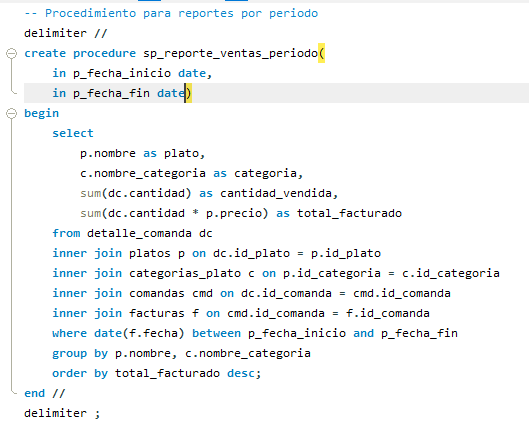 -- Procedimiento para reportes por periodo
delimiter //
create procedure sp_reporte_ventas_periodo(
    in p_fecha_inicio date,
    in p_fecha_fin date)
begin
    select
        p.nombre as plato,
        c.nombre_categoria as categoria,
        sum(dc.cantidad) as cantidad_vendida,
        sum(dc.cantidad * p.precio) as total_facturado
    from detalle_comanda dc
    inner join platos p on dc.id_plato = p.id_plato
    inner join categorias_plato c on p.id_categoria = c.id_categoria
    inner join comandas cmd on dc.id_comanda = cmd.id_comanda
    inner join facturas f on cmd.id_comanda = f.id_comanda
    where date(f.fecha) between p_fecha_inicio and p_fecha_fin
    group by p.nombre, c.nombre_categoria
    order by total_facturado desc;
end //
delimiter ;